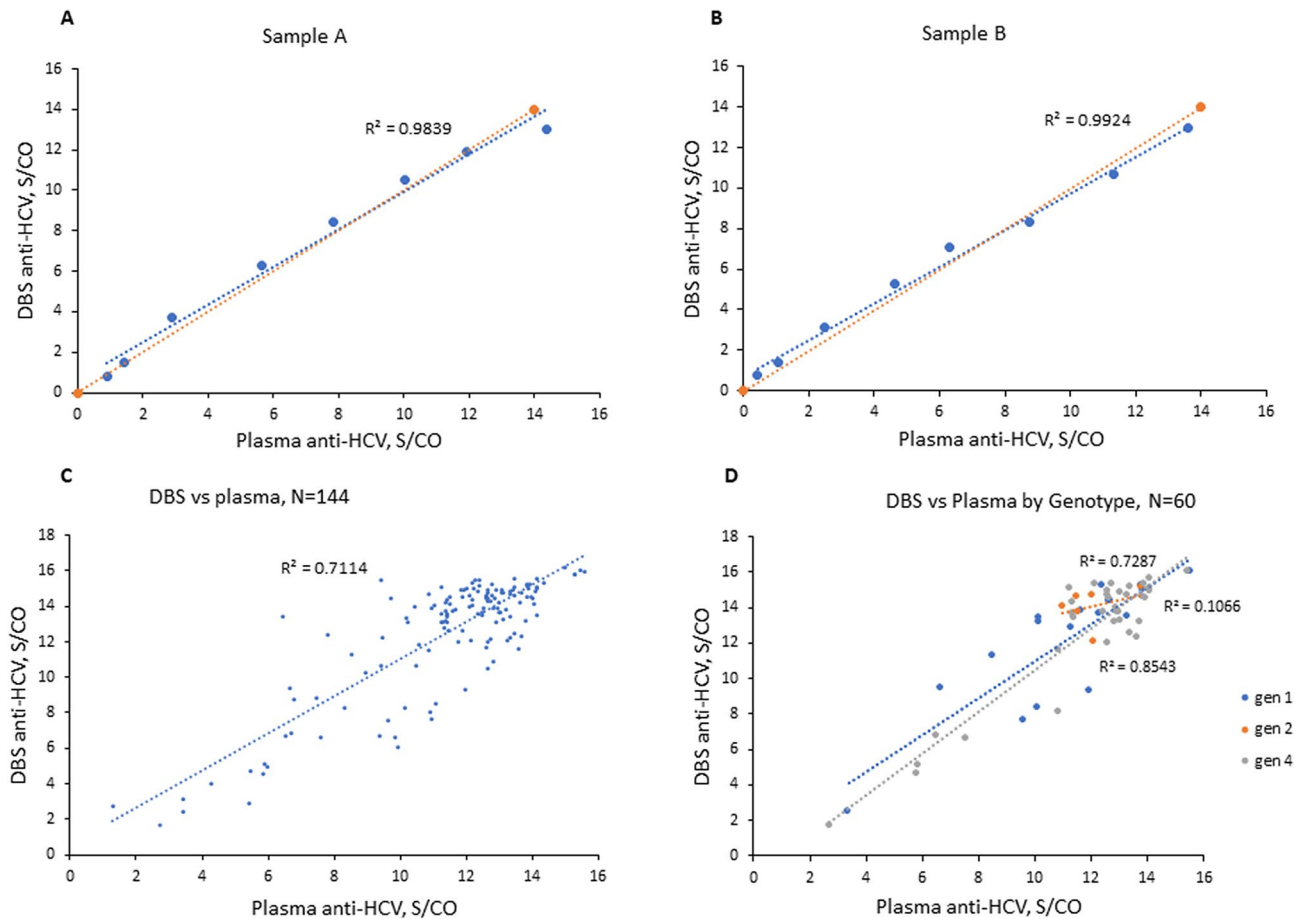 A
Sample A
R² = 0.9839
16
14
12
10
8
6
4
2
0
DBS anti-HCV, S/CO
0 2 4 6 8 10 12 14 16
Plasma anti-HCV, S/CO
B
Sample B
R² = 0.9924
16
14
12
10
8
6
4
2
0
DBS anti-HCV, S/CO
0 2 4 6 8 10 12 14 16
Plasma anti-HCV, S/CO
C
DBS vs plasma, N=144
R² = 0.7114
18
16
14
12
10
8
6
4
2
0
DBS anti-HCV, S/CO
0 2 4 6 8 10 12 14 16
Plasma anti-HCV, S/CO
D
DBS vs Plasma by Genotype, N=60
R² = 0.7287
R² = 0.1066
R² = 0.8543
18
16
14
12
10
8
6
4
2
0
DBS anti-HCV, S/CO
0 2 4 6 8 10 12 14 16
Plasma anti-HCV, S/CO
gen 1
gen 2
gen 4